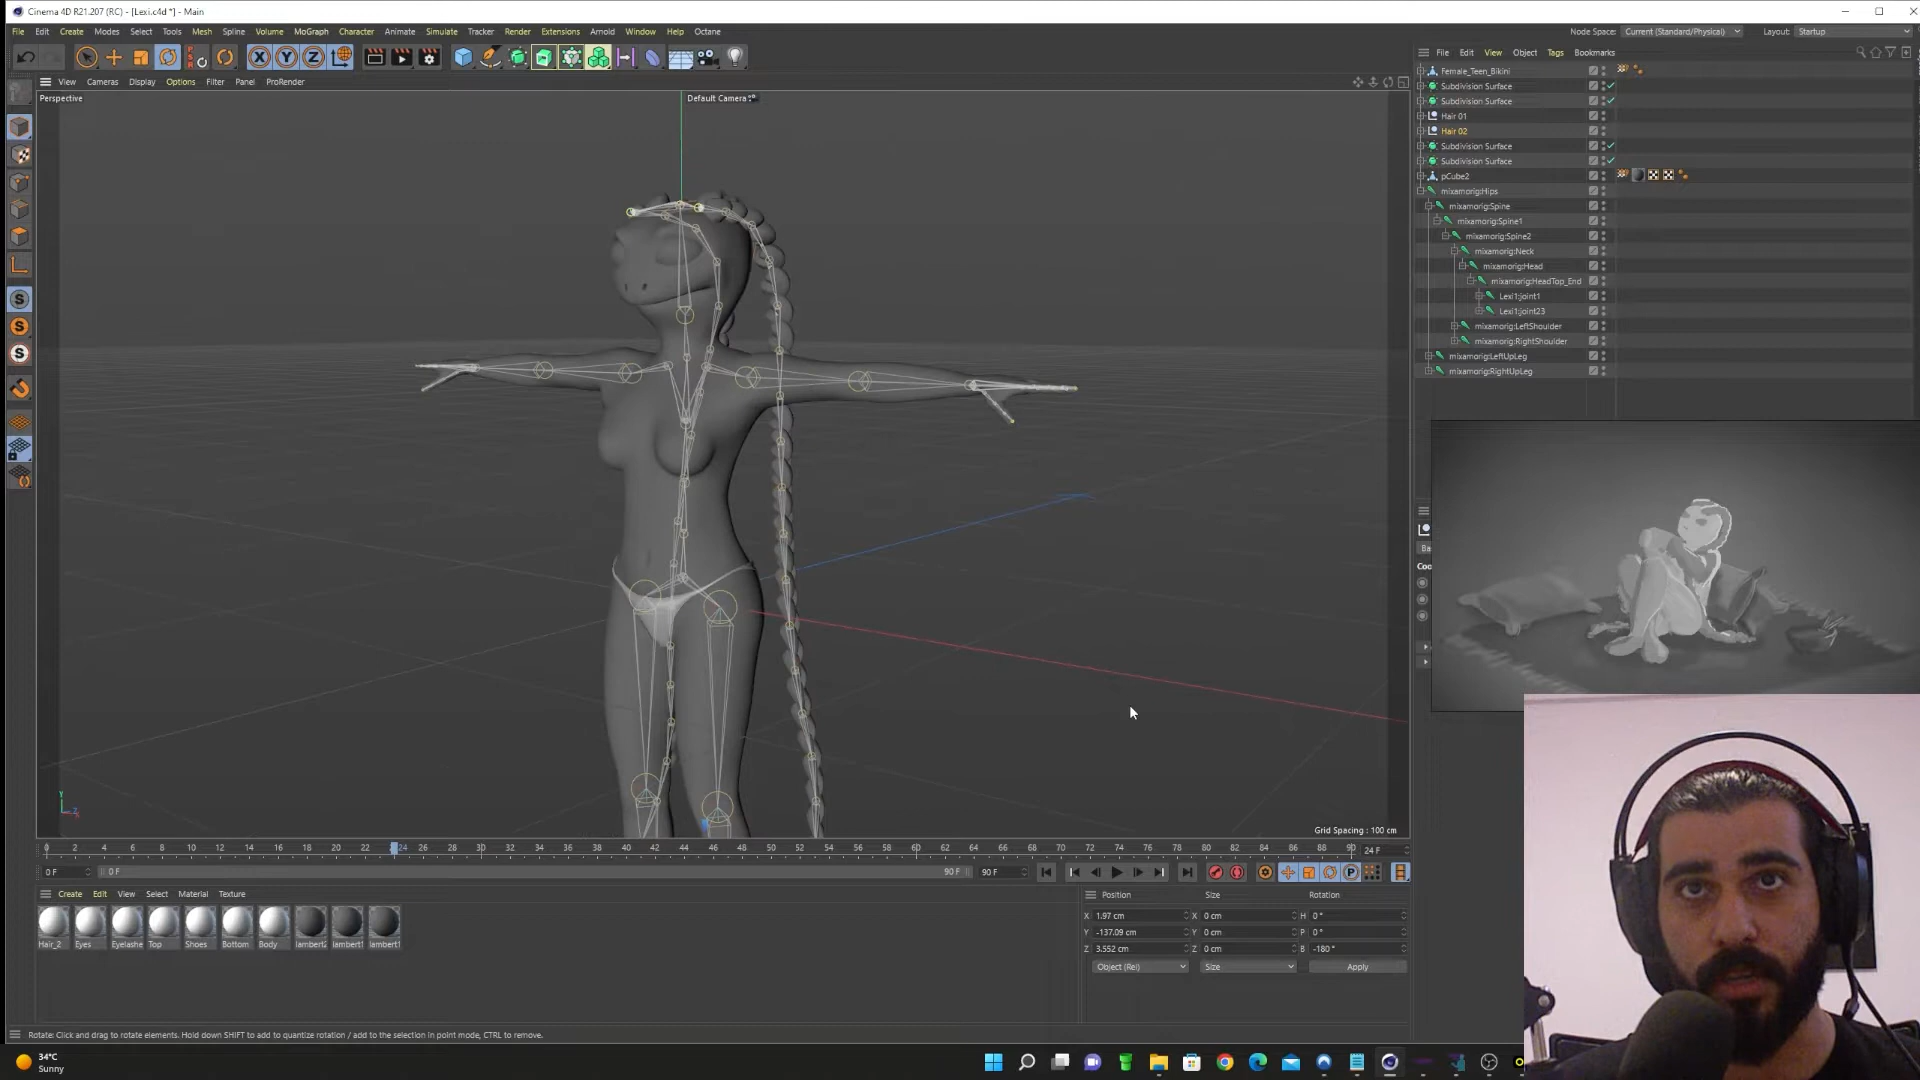 Cinema 4D R21.207 (RC) - [Lexi.c4d *] - Main
File Edit Create Modes Select Tools Mesh Spline Volume MoGraph Character Animate Simulate Tracker Render Extensions Arnold Window Help Octane
Node Space: Current (Standard/Physical) Layout: Startup
View Cameras Display Options Filter Panel ProRender
Perspective
Default Camera
File Edit View Object Tags Bookmarks
Female_Teen_Bikini
Subdivision Surface
Subdivision Surface
Hair 01
Hair 02
Subdivision Surface
Subdivision Surface
pCube2
mixamorig:Hips
mixamorig:Spine
mixamorig:Spine1
mixamorig:Spine2
mixamorig:Neck
mixamorig:Head
mixamorig:HeadTop_End
Lexi1:joint1
Lexi1:joint23
mixamorig:LeftShoulder
mixamorig:RightShoulder
mixamorig:LeftUpLeg
mixamorig:RightUpLeg
Ba
Coo
Grid Spacing : 100 cm
0 2 4 6 8 10 12 14 16 18 20 22 24 26 28 30 32 34 36 38 40 42 44 46 48 50 52 54 56 58 60 62 64 66 68 70 72 74 76 78 80 82 84 86 88 90 24 F
0 F 0 F 90 F 90 F
Create Edit View Select Material Texture
Hair_2 Eyes Eyelashe Top Shoes Bottom Body lambert2 lambert1 lambert1
Position Size Rotation
X 1.97 cm X 0 cm H 0 °
Y -137.09 cm Y 0 cm P 0 °
Z 3.552 cm Z 0 cm B -180 °
Object (Rel) Size Apply
Rotate: Click and drag to rotate elements. Hold down SHIFT to add to quantize rotation / add to the selection in point mode, CTRL to remove.
34°C
Sunny